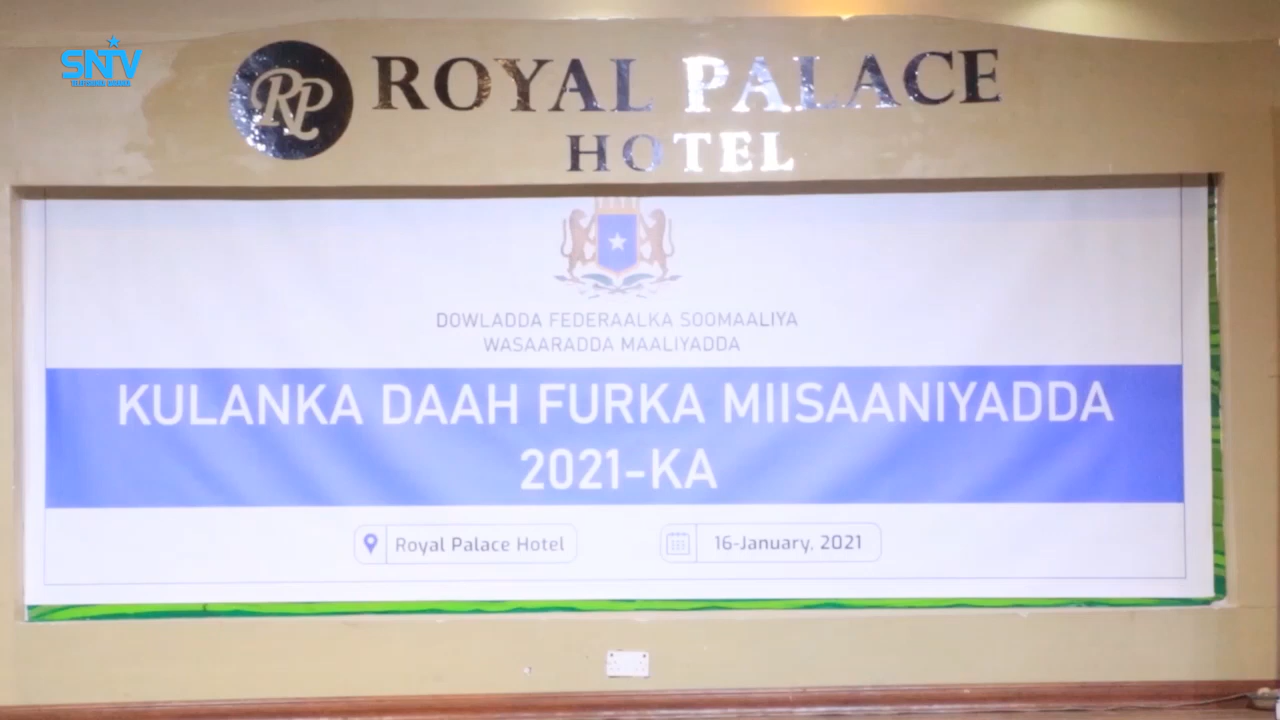 SNTV
RP
ROYAL PALACE
HOTEL
DOWLADDA FEDERAALKA SOOMAALIYA
WASAARADDA MAALIYADDA
KULANKA DAAH FURKA MIISAANIYADDA
2021-KA
Royal Palace Hotel
16-January, 2021